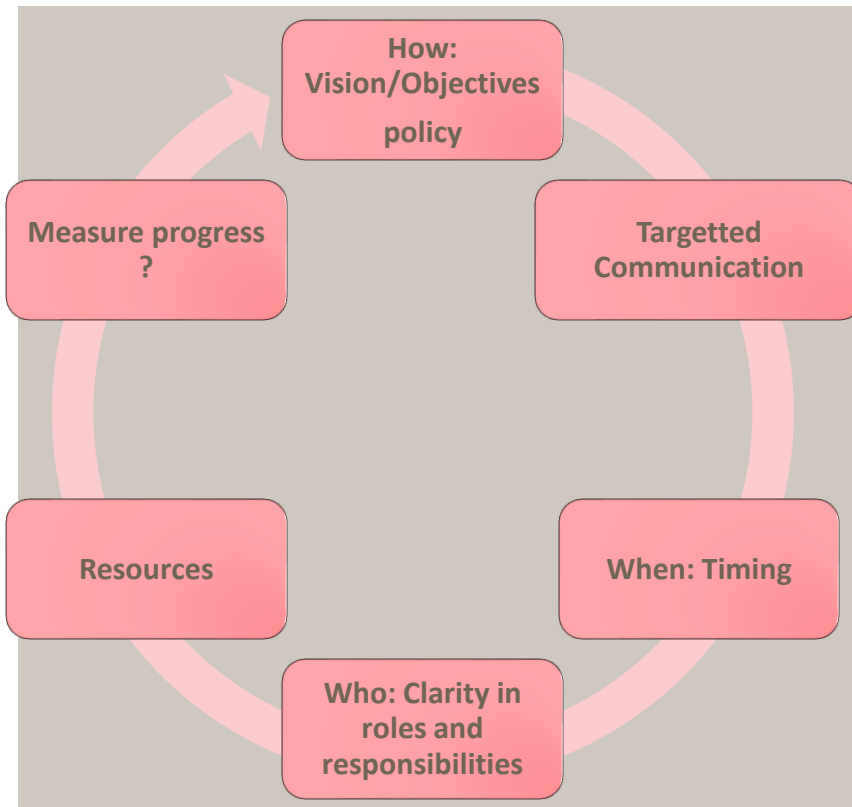 How:
Vision/Objectives
policy
Targetted
Communication
When: Timing
Who: Clarity in
roles and
responsibilities
Resources
Measure progress
?